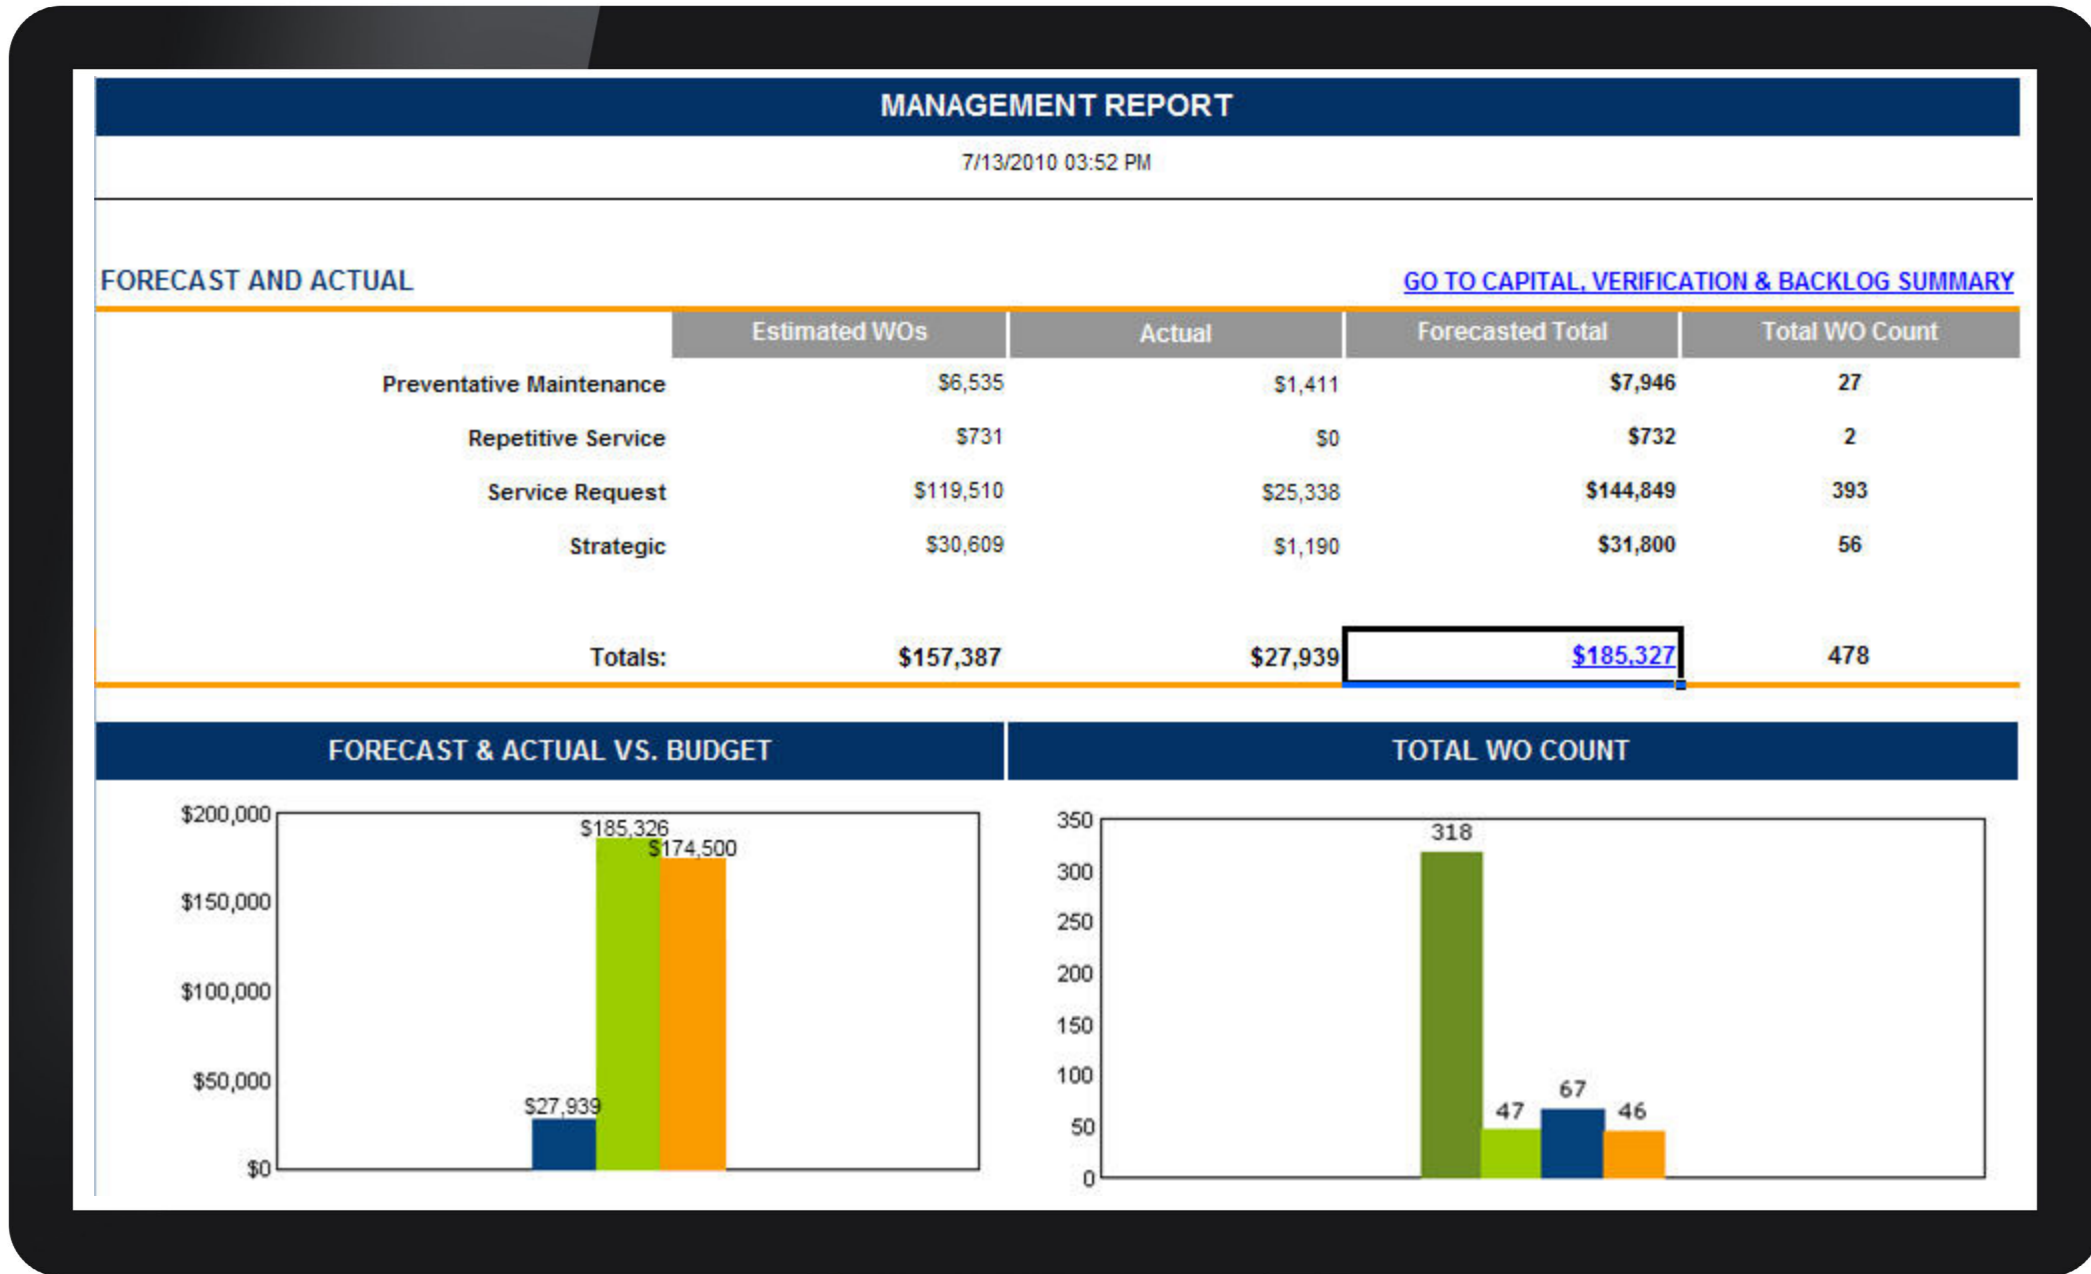 MANAGEMENT REPORT
7/13/2010 03:52 PM
FORECAST AND ACTUAL GO TO CAPITAL, VERIFICATION & BACKLOG SUMMARY
Estimated WOs Actual Forecasted Total Total WO Count
Preventative Maintenance $6,535 $1,411 $7,946 27
Repetitive Service $731 $0 $732 2
Service Request $119,510 $25,338 $144,849 393
Strategic $30,609 $1,190 $31,800 56
Totals: $157,387 $27,939 $185,327 478
FORECAST & ACTUAL VS. BUDGET TOTAL WO COUNT
$200,000
$150,000
$100,000
$50,000
$0
$185,326
$174,500
$27,939
350
300
250
200
150
100
50
0
318
47
67
46